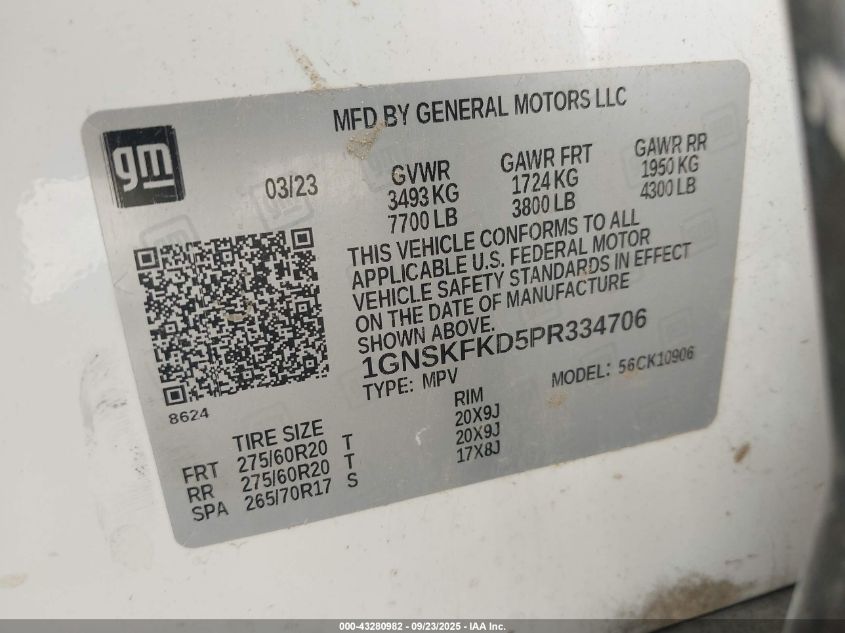 MFD BY GENERAL MOTORS LLC
gm
03/23
GVWR
3493 KG
7700 LB
GAWR FRT
1724 KG
3800 LB
GAWR RR
1950 KG
4300 LB
THIS VEHICLE CONFORMS TO ALL
APPLICABLE U.S. FEDERAL MOTOR
VEHICLE SAFETY STANDARDS IN EFFECT
ON THE DATE OF MANUFACTURE
SHOWN ABOVE.
1GNSKFKD5PR334706
TYPE: MPV
MODEL: 56CK10906
8624
TIRE SIZE
RIM
FRT 275/60R20 T 20X9J
RR 275/60R20 T 20X9J
SPA 265/70R17 S 17X8J
000-43280982 - 09/23/2025 - IAA Inc.